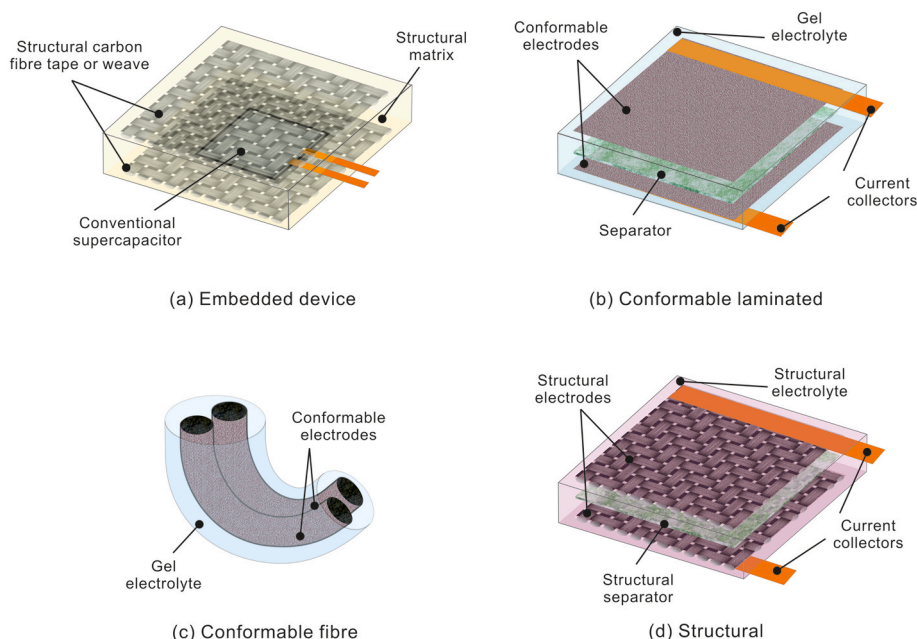 Structural carbon
fibre tape or weave
Structural
matrix
Conventional
supercapacitor
(a) Embedded device
Conformable
electrodes
Gel
electrolyte
Separator
Current
collectors
(b) Conformable laminated
Conformable
electrodes
Gel
electrolyte
(c) Conformable fibre
Structural
electrodes
Structural
electrolyte
Structural
separator
Current
collectors
(d) Structural